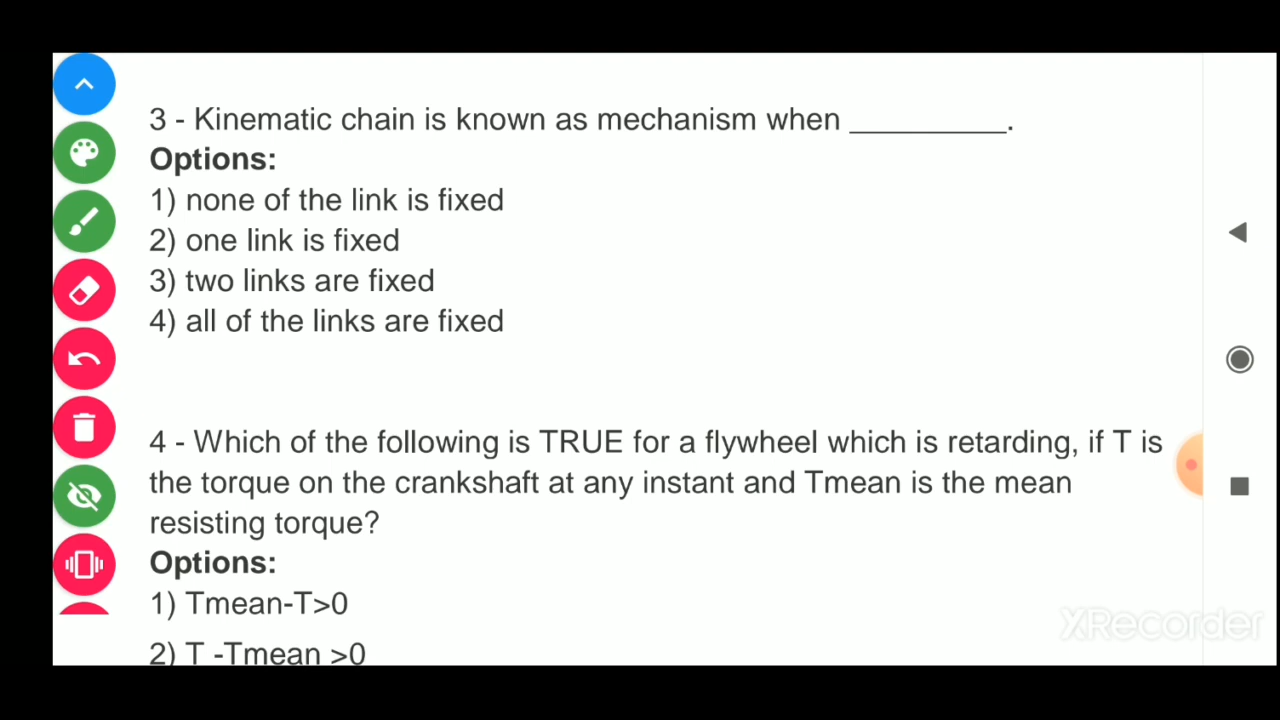 3 - Kinematic chain is known as mechanism when _________.
Options:
1) none of the link is fixed
2) one link is fixed
3) two links are fixed
4) all of the links are fixed
4 - Which of the following is TRUE for a flywheel which is retarding, if T is
the torque on the crankshaft at any instant and Tmean is the mean
resisting torque?
Options:
1) Tmean-T>0
2) T -Tmean >0
XRecorder